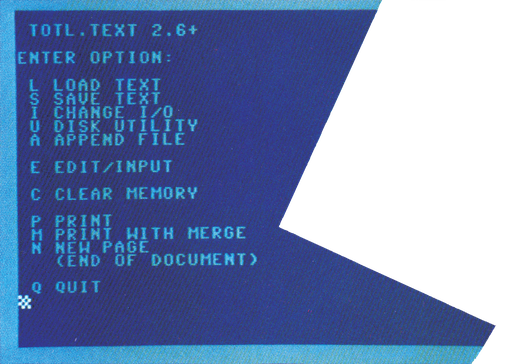 TOTL.TEXT 2.6+
ENTER OPTION:
L LOAD TEXT
S SAVE TEXT
I CHANGE I/O
U DISK UTILITY
A APPEND FILE
E EDIT/INPUT
C CLEAR MEMORY
P PRINT
M PRINT WITH MERGE
N NEW PAGE
(END OF DOCUMENT)
Q QUIT